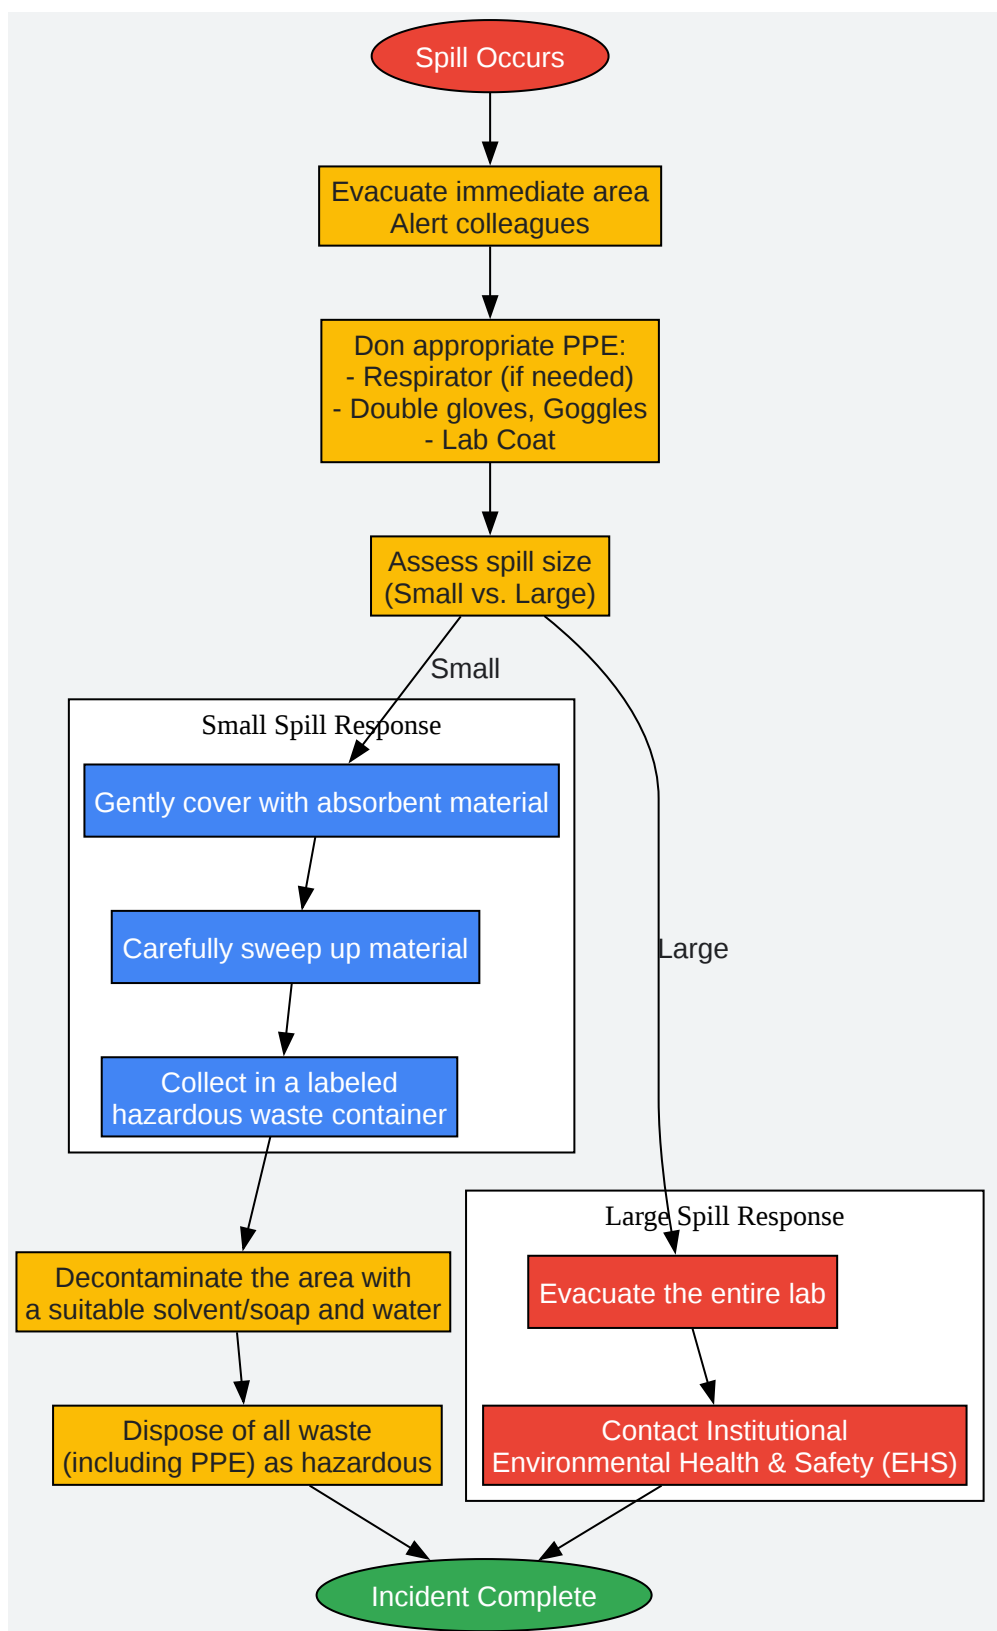 Spill Occurs
Evacuate immediate area
Alert colleagues
Don appropriate PPE:
- Respirator (if needed)
- Double gloves, Goggles
- Lab Coat
Assess spill size
(Small vs. Large)
Small
Small Spill Response
Gently cover with absorbent material
Carefully sweep up material
Collect in a labeled
hazardous waste container
Decontaminate the area with
a suitable solvent/soap and water
Dispose of all waste
(including PPE) as hazardous
Large
Large Spill Response
Evacuate the entire lab
Contact Institutional
Environmental Health & Safety (EHS)
Incident Complete